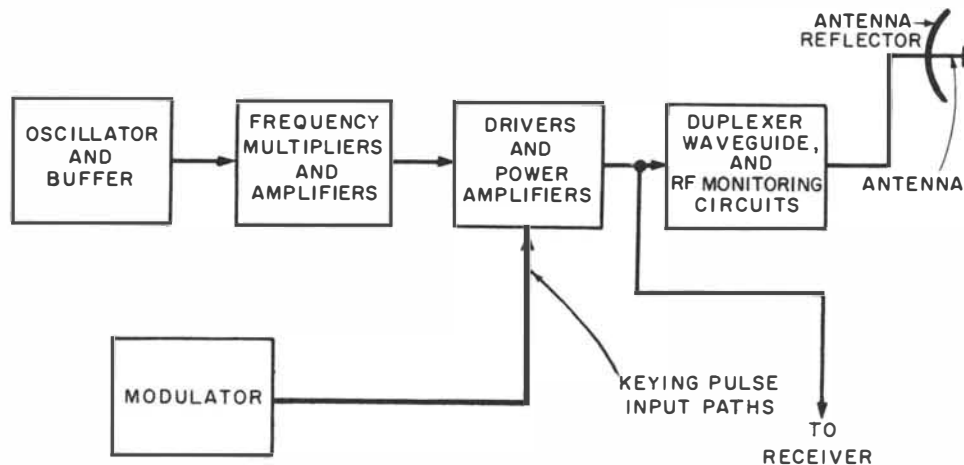 ANTENNA
REFLECTOR
OSCILLATOR
AND
BUFFER
FREQUENCY
MULTIPLIERS
AND
AMPLIFIERS
DRIVERS
AND
POWER
AMPLIFIERS
DUPLEXER
WAVEGUIDE,
AND
RF MONITORING
CIRCUITS
ANTENNA
MODULATOR
KEYING PULSE
INPUT PATHS
TO
RECEIVER